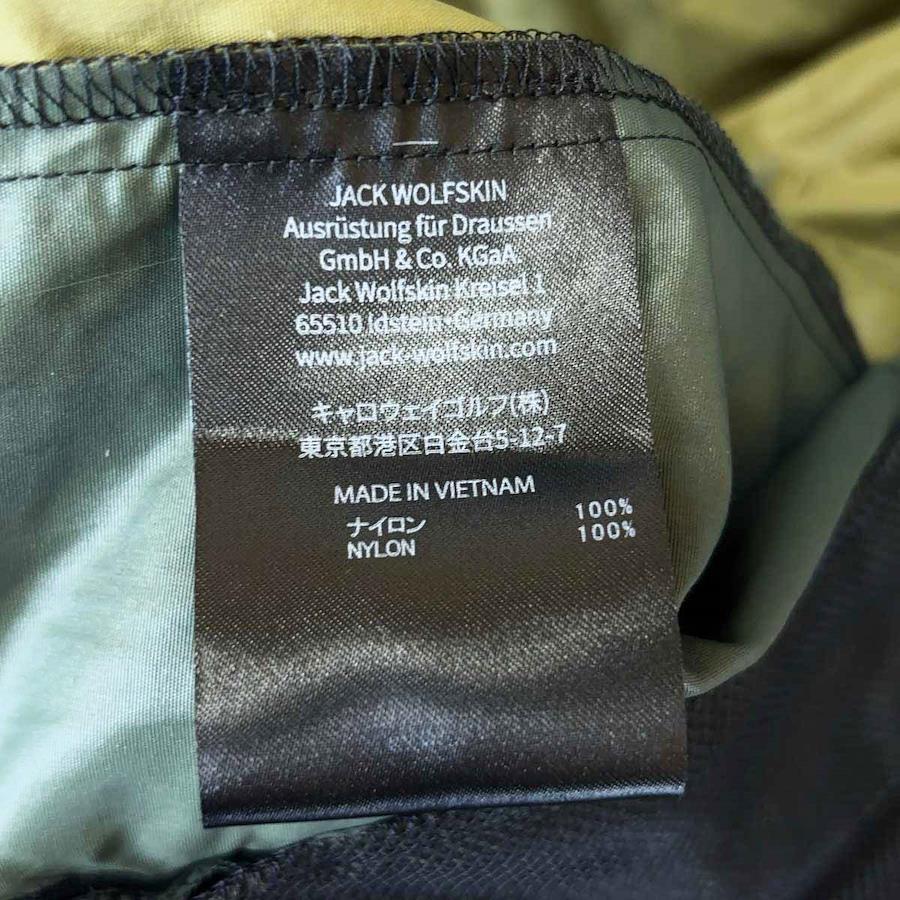 JACK WOLFSKIN
Ausrüstung für Draussen
GmbH & Co. KGaA.
Jack Wolfskin Kreisel 1
65510 Idstein•Germany
www.jack-wolfskin.com
キャロウェイゴルフ(株)
東京都港区白金台5-12-7
MADE IN VIETNAM
ナイロン 100%
NYLON 100%